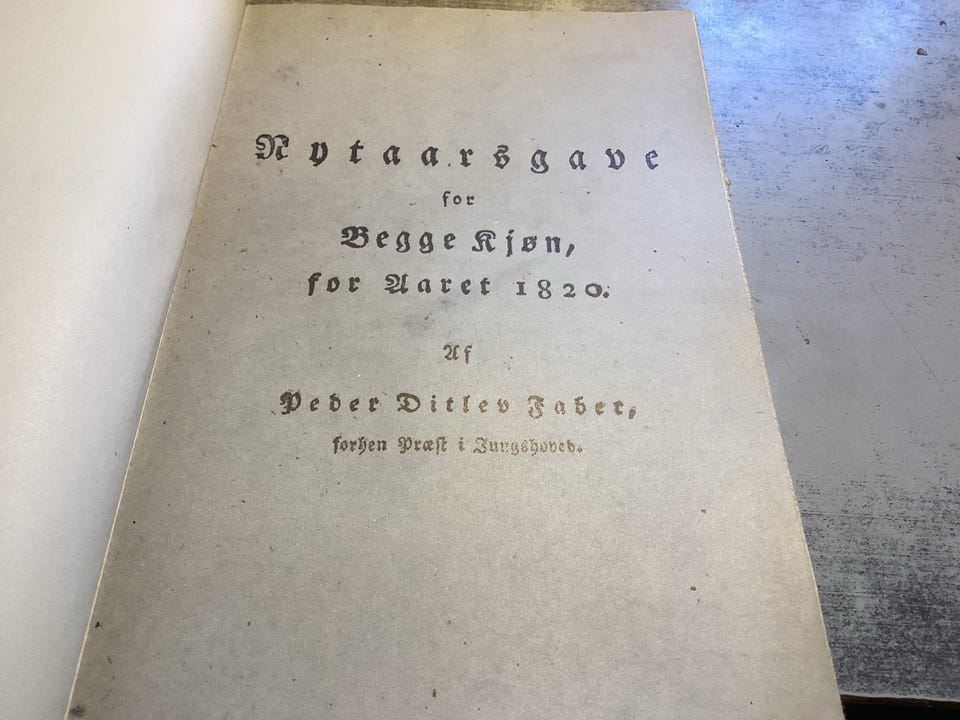 Nytaarsgave
for
Begge Kjøn,
for Aaret 1820.
Af
Peder Ditlev Faber,
forhen Præst i Jungshoved.